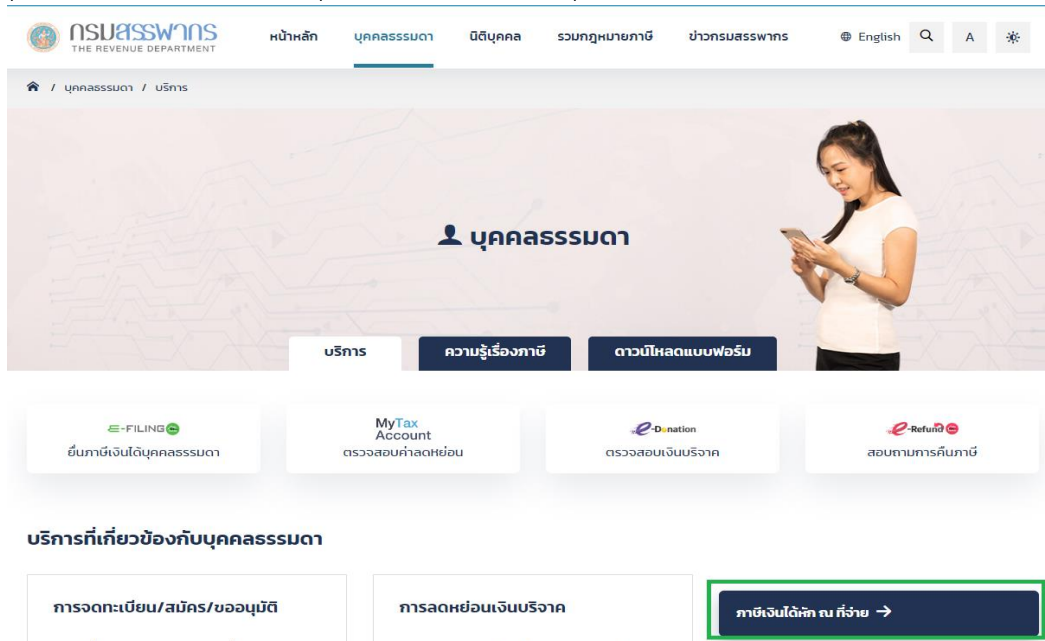 กรมสรรพากร
THE REVENUE DEPARTMENT
หน้าหลัก บุคคลธรรมดา นิติบุคคล รวมกฎหมายภาษี ข่าวกรมสรรพากร English A
/ บุคคลธรรมดา / บริการ
บุคคลธรรมดา
บริการ ความรู้เรื่องภาษี ดาวน์โหลดแบบฟอร์ม
E-FILING
ยื่นภาษีเงินได้บุคคลธรรมดา
MyTax
Account
ตรวจสอบค่าลดหย่อน
e-Donation
ตรวจสอบเงินบริจาค
e-Refund
สอบถามการคืนภาษี
บริการที่เกี่ยวข้องกับบุคคลธรรมดา
การจดทะเบียน/สมัคร/ขออนุมัติ
การลดหย่อนเงินบริจาค
ภาษีเงินได้หัก ณ ที่จ่าย →